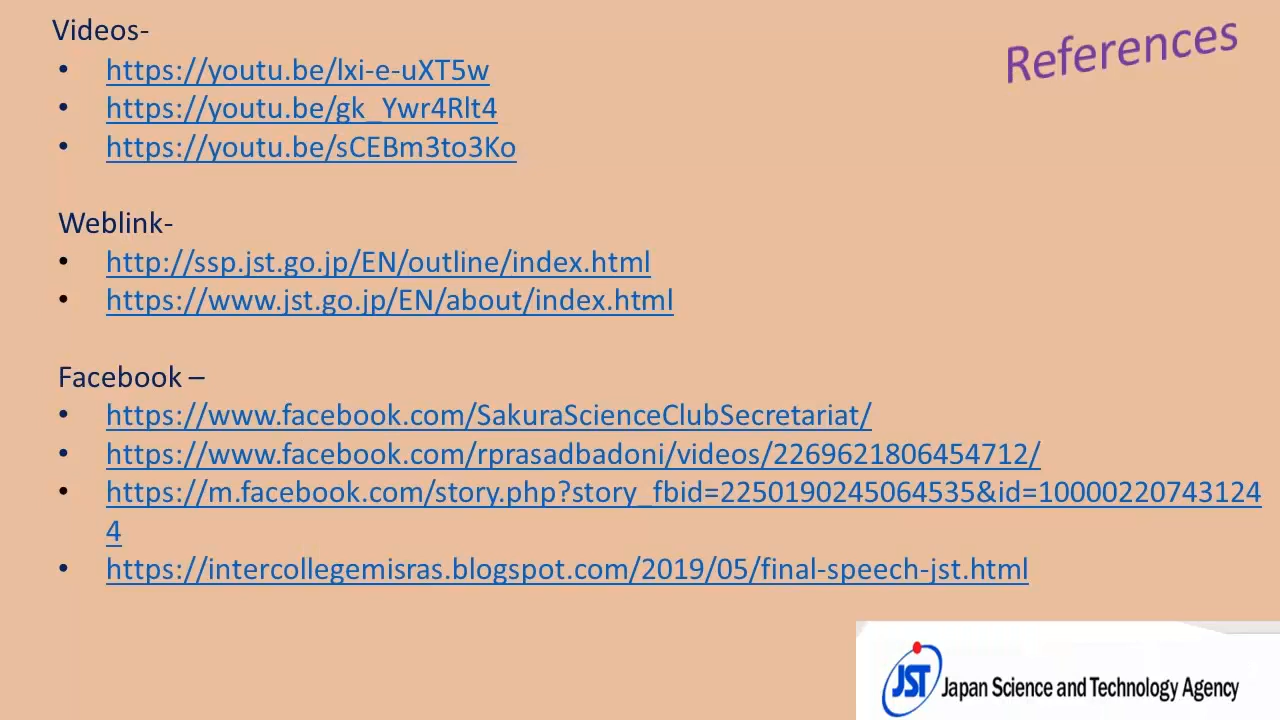 References
Videos-
• https://youtu.be/lxi-e-uXT5w
• https://youtu.be/gk_Ywr4Rlt4
• https://youtu.be/sCEBm3to3Ko
Weblink-
• http://ssp.jst.go.jp/EN/outline/index.html
• https://www.jst.go.jp/EN/about/index.html
Facebook –
• https://www.facebook.com/SakuraScienceClubSecretariat/
• https://www.facebook.com/rprasadbadoni/videos/2269621806454712/
• https://m.facebook.com/story.php?story_fbid=2250190245064535&id=10000220743124
4
• https://intercollegemisras.blogspot.com/2019/05/final-speech-jst.html
JST Japan Science and Technology Agency